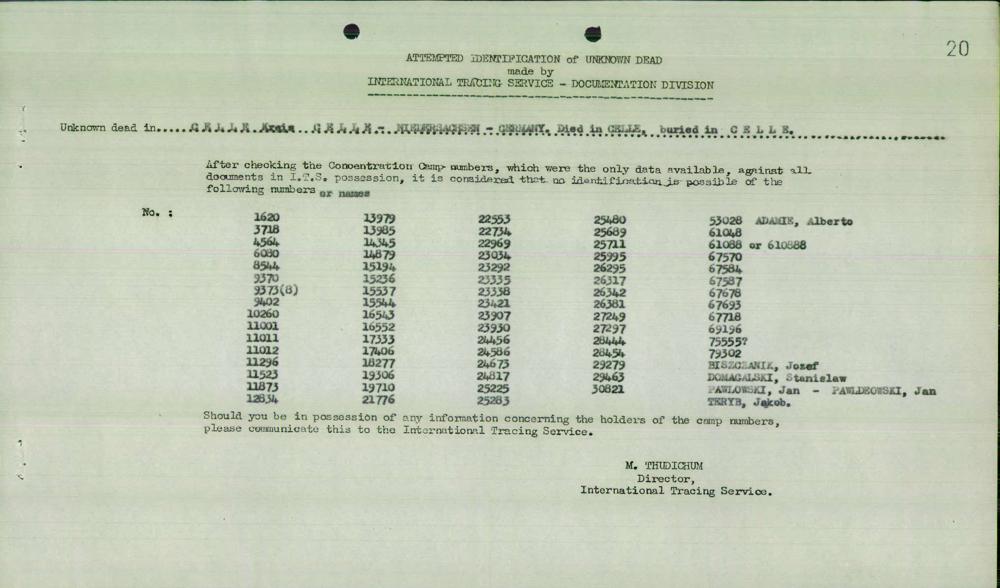 20
ATTEMPTED IDENTIFICATION of UNKNOWN DEAD
made by
INTERNATIONAL TRACING SERVICE - DOCUMENTATION DIVISION
Unknown dead in.....CELLE Kreis...CELLE - NIEDERSACHSEN - GERMANY. Died in CELLE, buried in CELLE.
After checking the Concentration Camp numbers, which were the only data available, against all
documents in I.T.S. possession, it is considered that no identification is possible of the
following numbers or names
No. :
1620 13979 22553 25480 53028 ADAMIE, Alberto
3718 13985 22734 25689 61048
4564 14345 22969 25711 61088 or 610888
6080 14879 23034 25995 67570
8544 15194 23292 26295 67584
9370 15236 23335 26317 67587
9373(8) 15537 23338 26342 67678
9402 15544 23421 26381 67693
10260 16543 23907 27249 67718
11001 16552 23930 27297 69196
11011 17333 24456 28444 75555?
11012 17406 24586 28454 79302
11296 18277 24673 29279 BISZCZANIK, Josef
11523 19306 24817 29463 DOMAGALSKI, Stanislaw
11873 19710 25225 30821 PAWLOWSKI, Jan - PAWLDEOWSKI, Jan
12834 21776 25283 TERYB, Jakob.
Should you be in possession of any information concerning the holders of the camp numbers,
please communicate this to the International Tracing Service.
M. THUDICHUM
Director,
International Tracing Service.